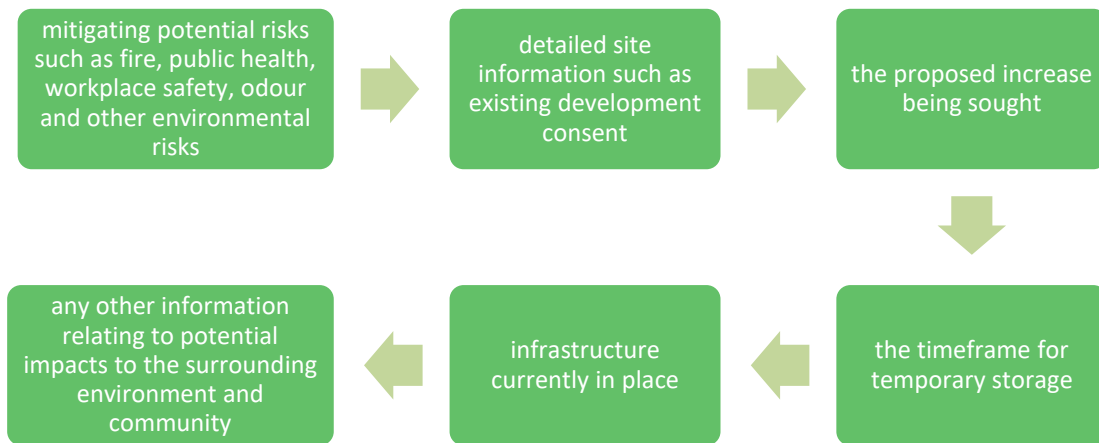 mitigating potential risks
such as fire, public health,
workplace safety, odour
and other environmental
risks
detailed site
information such as
existing development
consent
the proposed increase
being sought
the timeframe for
temporary storage
infrastructure
currently in place
any other information
relating to potential
impacts to the surrounding
environment and
community